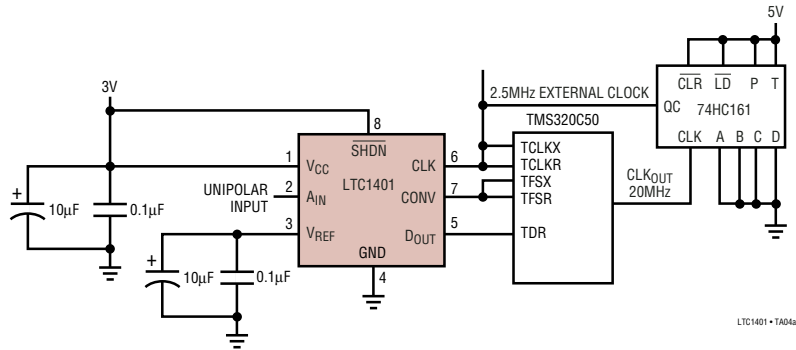 5V
3V
2.5MHz EXTERNAL CLOCK
CLR LD P T
QC 74HC161
CLK A B C D
TMS320C50
8
SHDN
1 VCC CLK 6
LTC1401
UNIPOLAR INPUT
2 AIN CONV 7
3 VREF DOUT 5
GND
4
TCLKX
TCLKR
TFSX
TFSR
TDR
CLKOUT
20MHz
+
10µF 0.1µF
+
10µF 0.1µF
LTC1401 • TA04a